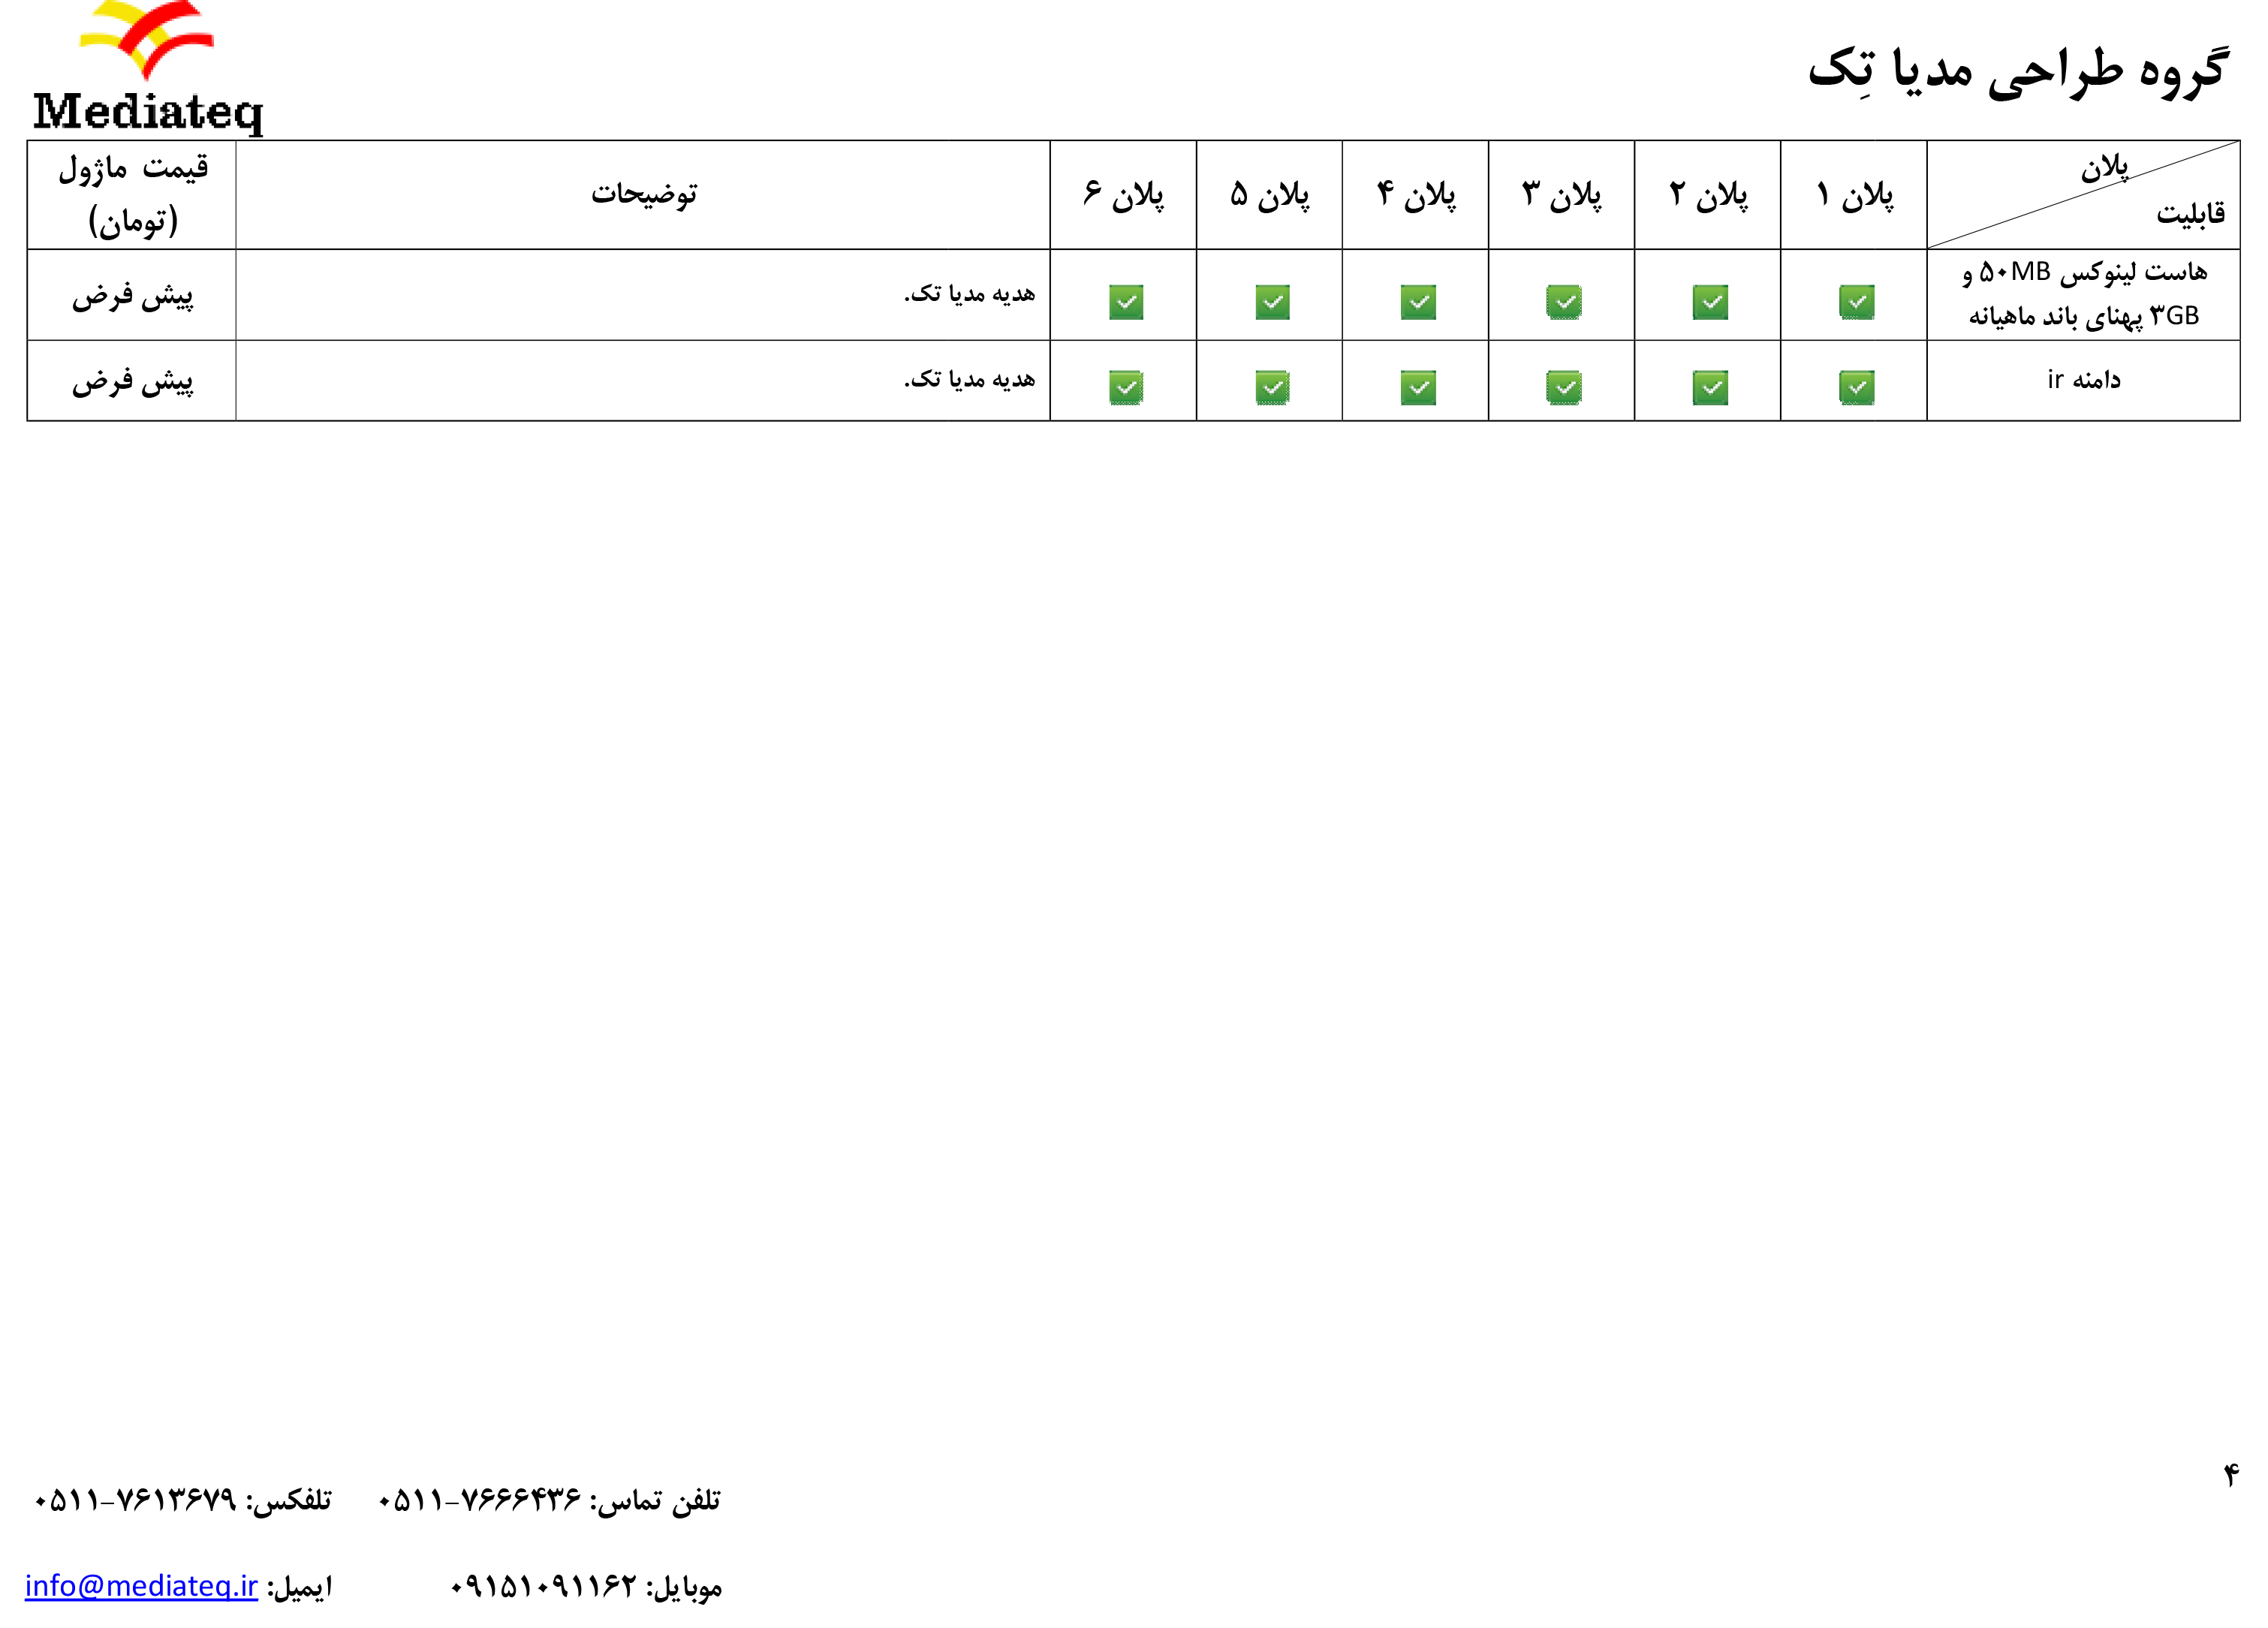 گروه طراحی مدیا تِک
Mediateq
پلان
قابلیت
پلان ۱
پلان ۲
پلان ۳
پلان ۴
پلان ۵
پلان ۶
توضیحات
قیمت ماژول
(تومان)
هاست لینوکس ۵۰MB و
۳GB پهنای باند ماهیانه
هدیه مدیا تک.
پیش فرض
دامنه ir
هدیه مدیا تک.
پیش فرض
۴
تلفن تماس: ۷۶۶۶۴۳۶-۰۵۱۱ تلفکس: ۷۶۱۳۶۷۹-۰۵۱۱
موبایل: ۰۹۱۵۱۰۹۱۱۶۲ ایمیل: info@mediateq.ir